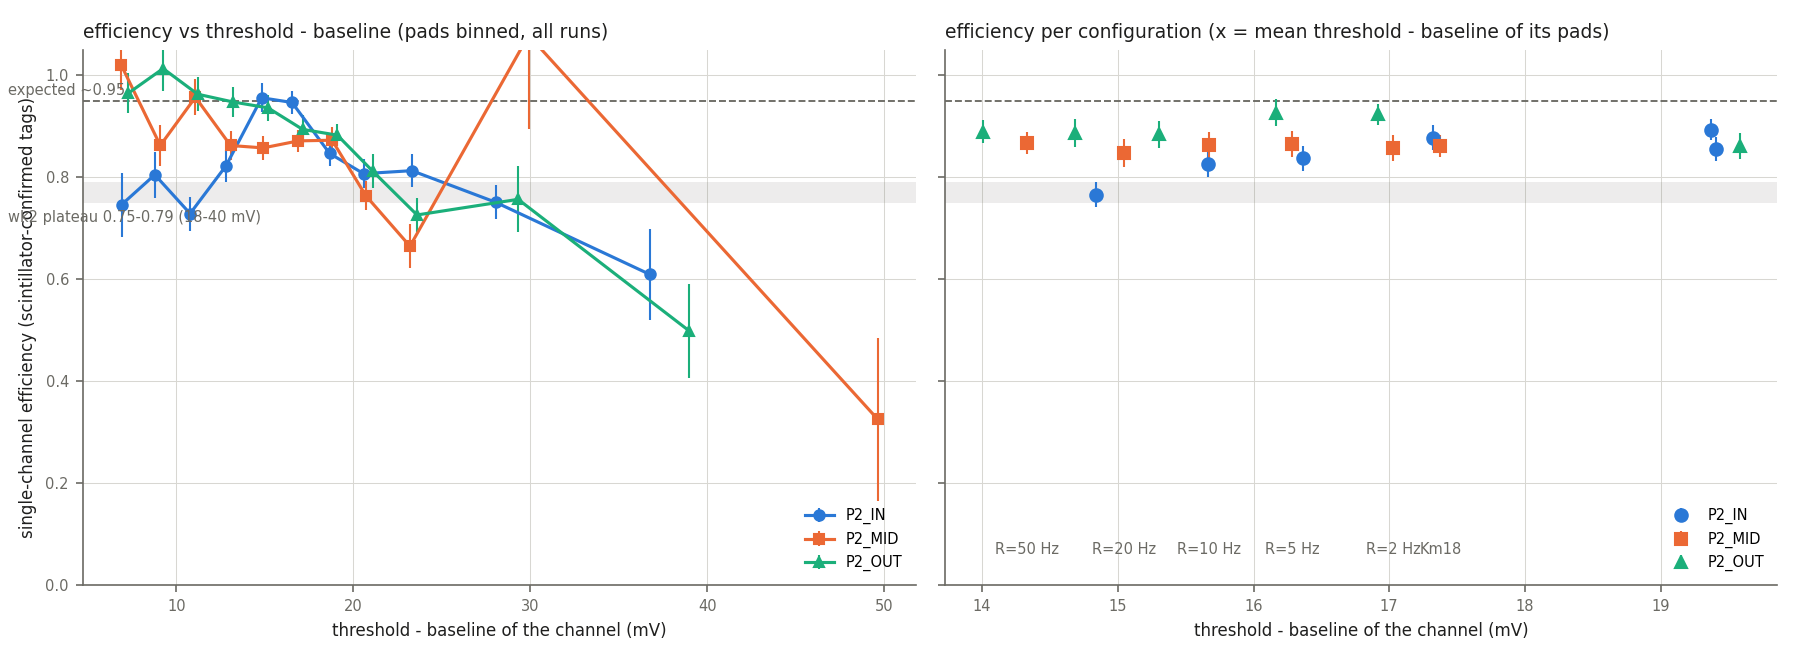 efficiency vs threshold - baseline (pads binned, all runs)
single-channel efficiency (scintillator-confirmed tags)
1.0
0.8
0.6
0.4
0.2
0.0
expected ~0.95
wk2 plateau 0.75-0.79 (18-40 mV)
P2_IN
P2_MID
P2_OUT
10 20 30 40 50
threshold - baseline of the channel (mV)
efficiency per configuration (x = mean threshold - baseline of its pads)
R=50 Hz R=20 Hz R=10 Hz R=5 Hz R=2 Hz Km18
P2_IN
P2_MID
P2_OUT
14 15 16 17 18 19
threshold - baseline of the channel (mV)